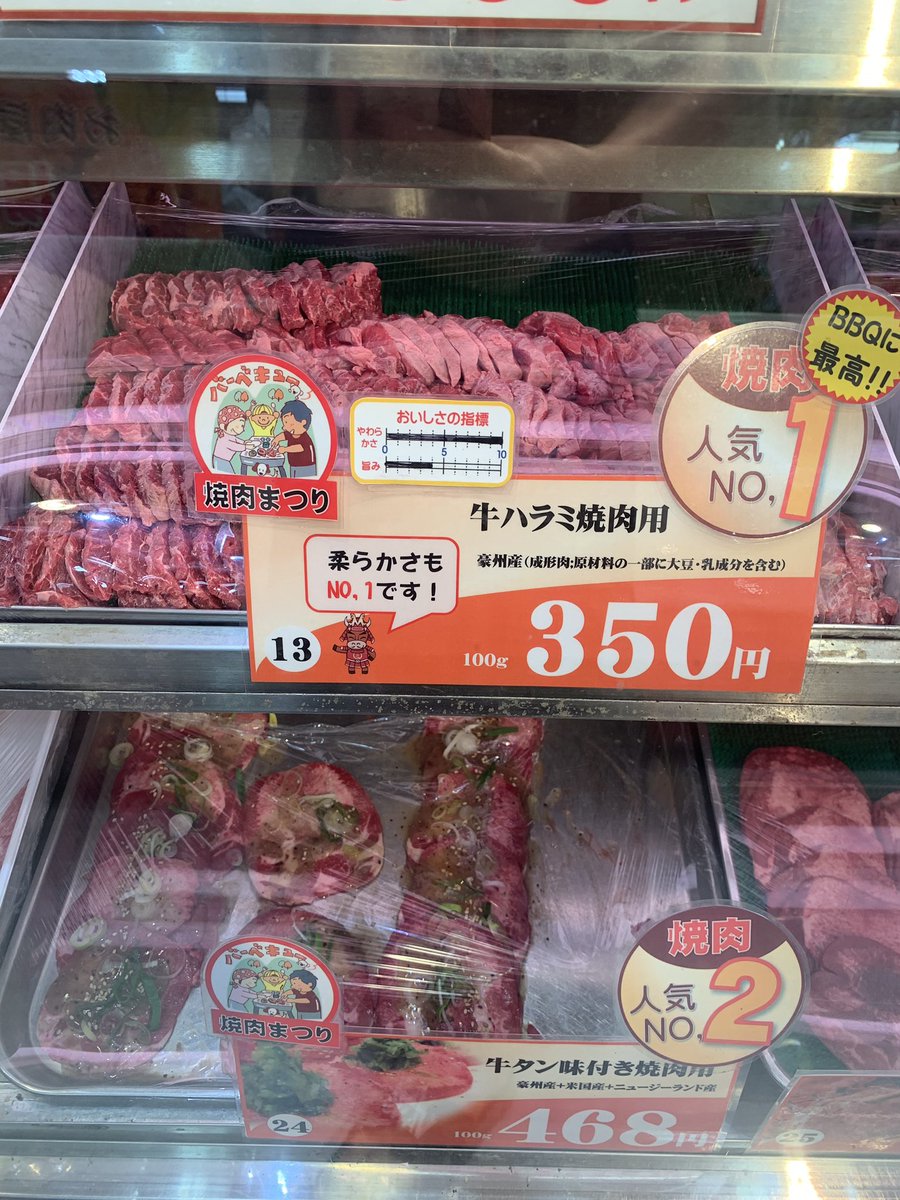 お肉屋
BBQに
最高!!
焼肉
人気
NO,1
バーベキュー
焼肉まつり
おいしさの指標
やわら
かさ
0 5 10
旨み
牛ハラミ焼肉用
豪州産(成形肉;原材料の一部に大豆・乳成分を含む)
柔らかさも
NO,1です!
13
100g 350円
焼肉
人気
NO,2
バーベキュー
焼肉まつり
牛タン味付き焼肉用
豪州産+米国産+ニュージーランド産
24
100g 468円
25